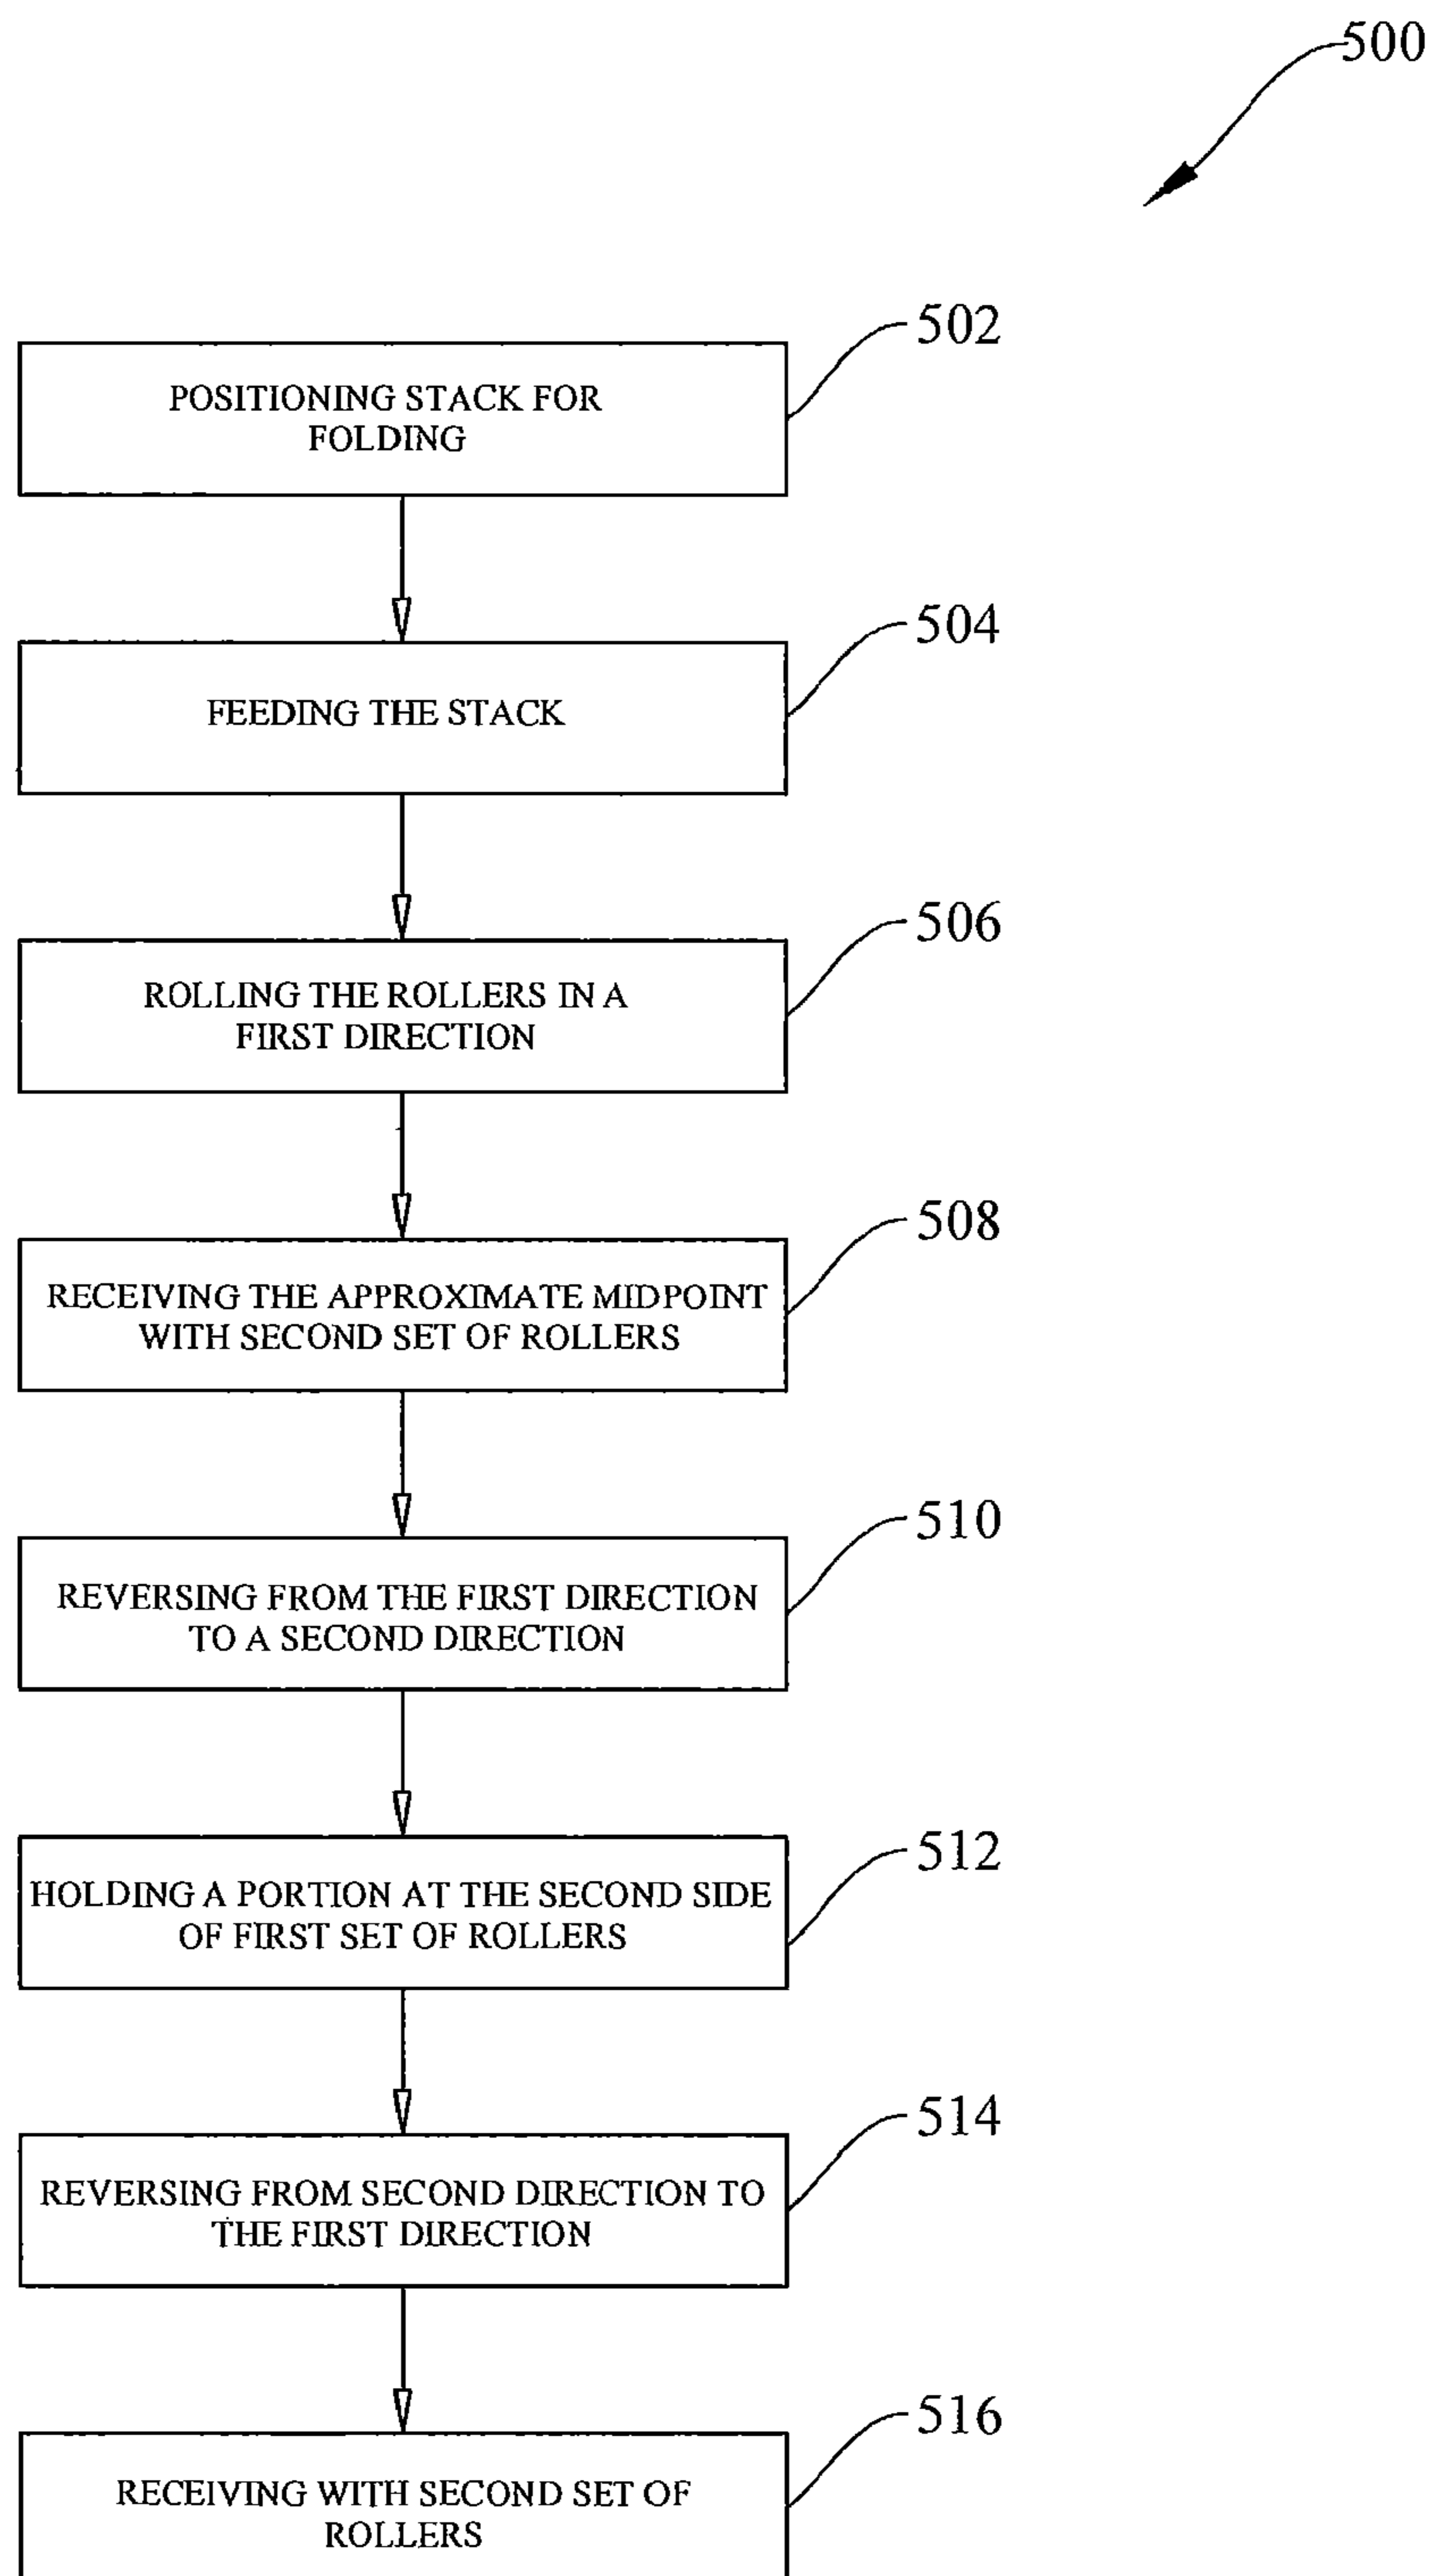 500
502
POSITIONING STACK FOR
FOLDING
504
FEEDING THE STACK
506
ROLLING THE ROLLERS IN A
FIRST DIRECTION
508
RECEIVING THE APPROXIMATE MIDPOINT
WITH SECOND SET OF ROLLERS
510
REVERSING FROM THE FIRST DIRECTION
TO A SECOND DIRECTION
512
HOLDING A PORTION AT THE SECOND SIDE
OF FIRST SET OF ROLLERS
514
REVERSING FROM SECOND DIRECTION TO
THE FIRST DIRECTION
516
RECEIVING WITH SECOND SET OF
ROLLERS